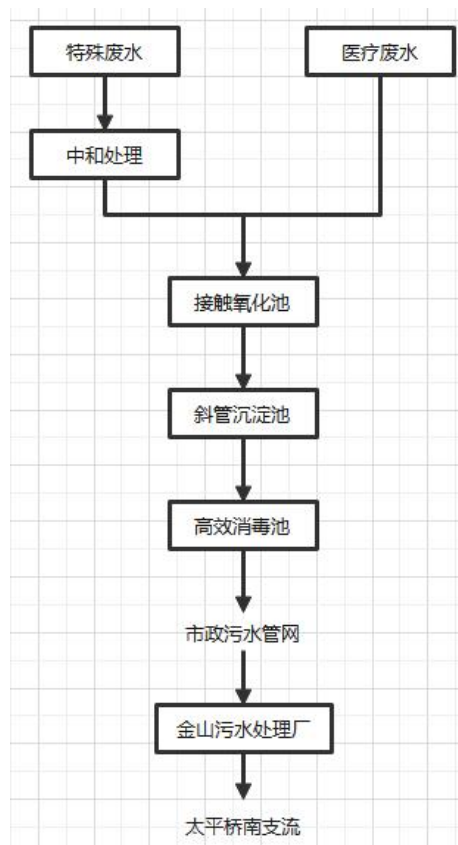 特殊废水
医疗废水
中和处理
接触氧化池
斜管沉淀池
高效消毒池
市政污水管网
金山污水处理厂
太平桥南支流